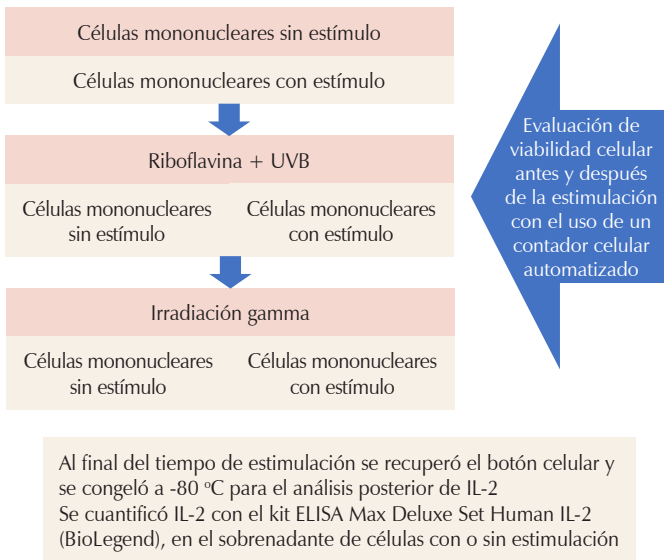 Células mononucleares sin estímulo
Células mononucleares con estímulo
Riboflavina + UVB
Células mononucleares
sin estímulo
Células mononucleares
con estímulo
Irradiación gamma
Células mononucleares
sin estímulo
Células mononucleares
con estímulo
Evaluación de
viabilidad celular
antes y después
de la estimulación
con el uso de un
contador celular
automatizado
Al final del tiempo de estimulación se recuperó el botón celular y
se congeló a -80 ºC para el análisis posterior de IL-2
Se cuantificó IL-2 con el kit ELISA Max Deluxe Set Human IL-2
(BioLegend), en el sobrenadante de células con o sin estimulación